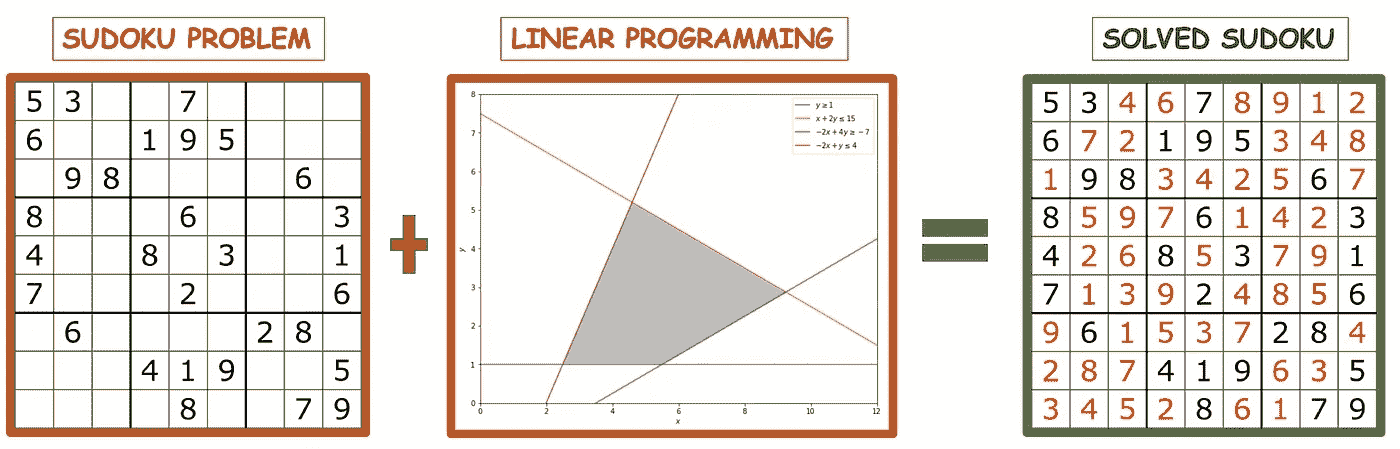 SUDOKU PROBLEM
LINEAR PROGRAMMING
SOLVED SUDOKU
5 3 7
6 1 9 5
9 8 6
8 6 3
4 8 3 1
7 2 6
6 2 8
4 1 9 5
8 7 9
+
y ≥ 1
x + 2y ≤ 15
−2x + 4y ≥ −7
−2x + y ≤ 4
8
7
6
5
4
3
2
1
0
y
0 2 4 6 8 10 12
x
=
5 3 4 6 7 8 9 1 2
6 7 2 1 9 5 3 4 8
1 9 8 3 4 2 5 6 7
8 5 9 7 6 1 4 2 3
4 2 6 8 5 3 7 9 1
7 1 3 9 2 4 8 5 6
9 6 1 5 3 7 2 8 4
2 8 7 4 1 9 6 3 5
3 4 5 2 8 6 1 7 9